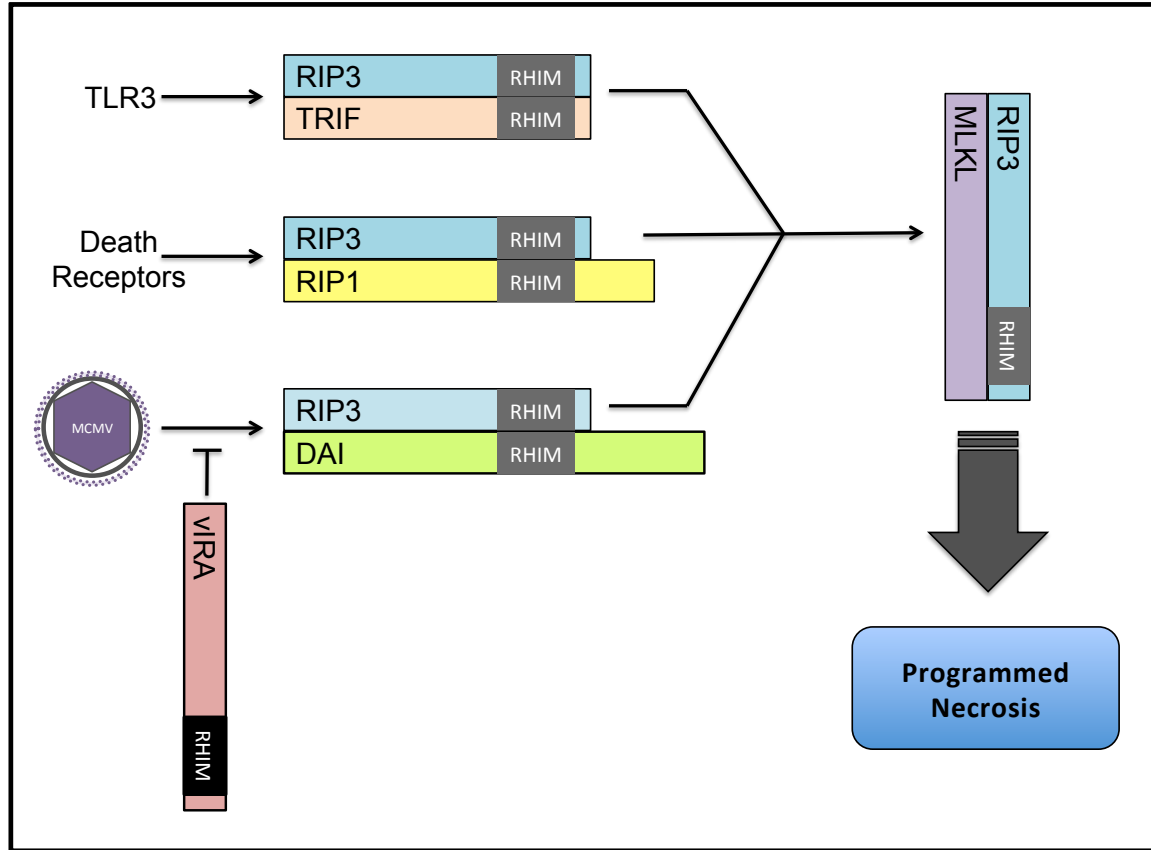 TLR3
RIP3
RHIM
TRIF
RHIM
Death
Receptors
RIP3
RHIM
RIP1
RHIM
MCMV
RIP3
RHIM
DAI
RHIM
vIRA
RHIM
RIP3
RHIM
MLKL
Programmed
Necrosis